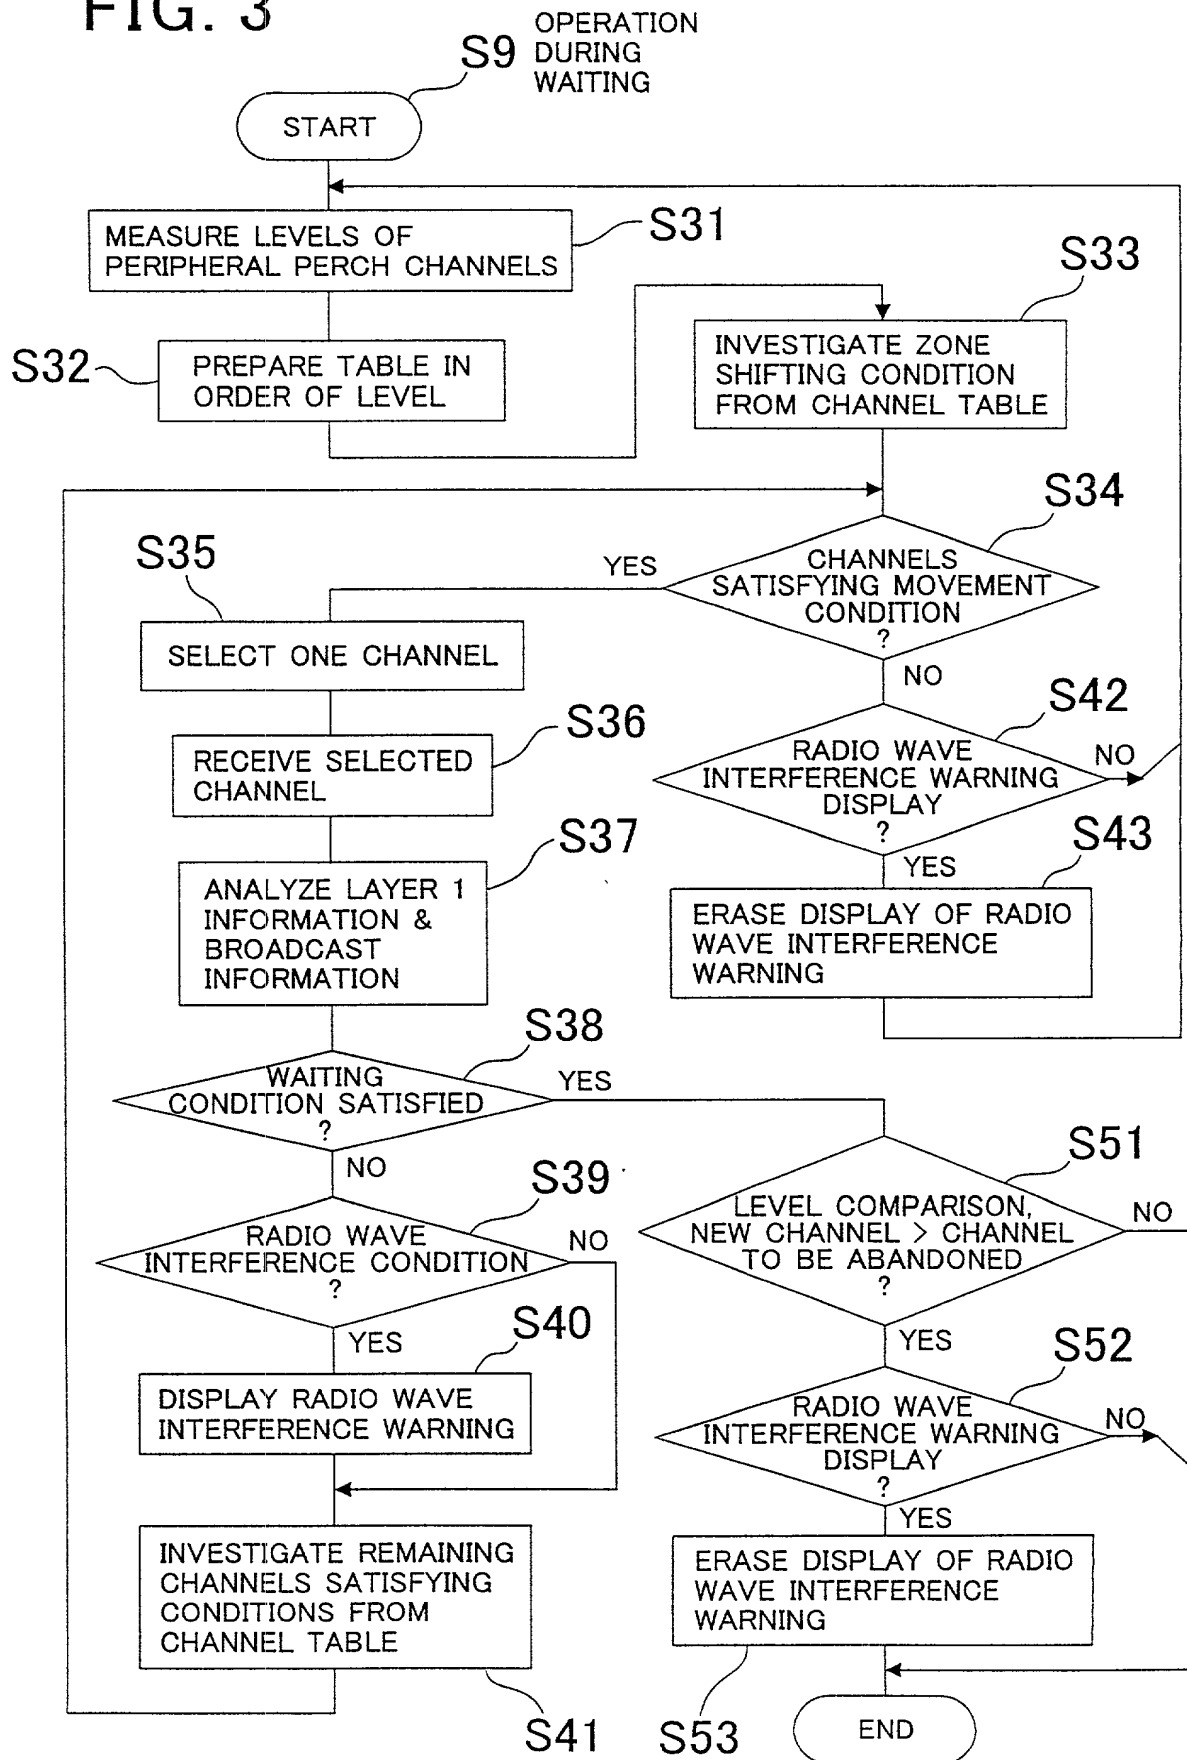 FIG. 3
S9
OPERATION
DURING
WAITING
START
MEASURE LEVELS OF
PERIPHERAL PERCH CHANNELS
S31
S32
PREPARE TABLE IN
ORDER OF LEVEL
S33
INVESTIGATE ZONE
SHIFTING CONDITION
FROM CHANNEL TABLE
S34
CHANNELS
SATISFYING MOVEMENT
CONDITION
?
YES
NO
S35
SELECT ONE CHANNEL
S36
RECEIVE SELECTED
CHANNEL
S37
ANALYZE LAYER 1
INFORMATION &
BROADCAST
INFORMATION
S42
RADIO WAVE
INTERFERENCE WARNING
DISPLAY
?
NO
YES
S43
ERASE DISPLAY OF RADIO
WAVE INTERFERENCE
WARNING
S38
WAITING
CONDITION SATISFIED
?
YES
NO
S39
RADIO WAVE
INTERFERENCE CONDITION
?
NO
YES
S40
DISPLAY RADIO WAVE
INTERFERENCE WARNING
INVESTIGATE REMAINING
CHANNELS SATISFYING
CONDITIONS FROM
CHANNEL TABLE
S41
S51
LEVEL COMPARISON,
NEW CHANNEL > CHANNEL
TO BE ABANDONED
?
NO
YES
S52
RADIO WAVE
INTERFERENCE WARNING
DISPLAY
?
NO
YES
ERASE DISPLAY OF RADIO
WAVE INTERFERENCE
WARNING
S53
END